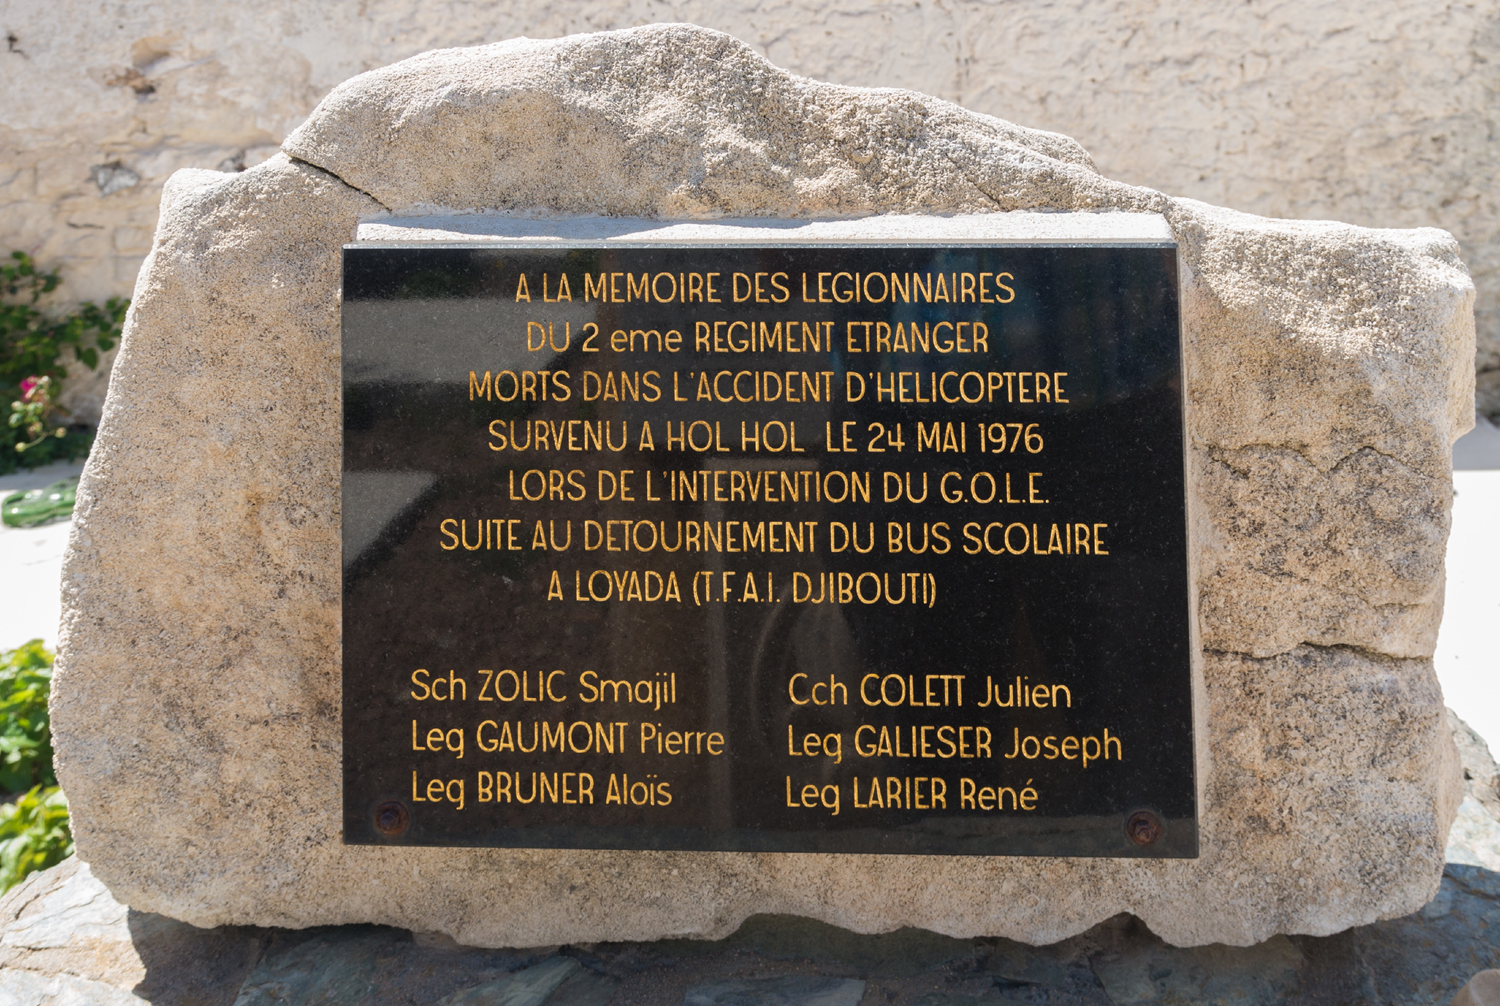 A LA MEMOIRE DES LEGIONNAIRES
DU 2 eme REGIMENT ETRANGER
MORTS DANS L'ACCIDENT D'HELICOPTERE
SURVENU A HOL HOL LE 24 MAI 1976
LORS DE L'INTERVENTION DU G.O.L.E.
SUITE AU DETOURNEMENT DU BUS SCOLAIRE
A LOYADA (T.F.A.I. DJIBOUTI)
Sch ZOLIC Smajil
Leg GAUMONT Pierre
Leg BRUNER Aloïs
Cch COLETT Julien
Leg GALIESER Joseph
Leg LARIER René